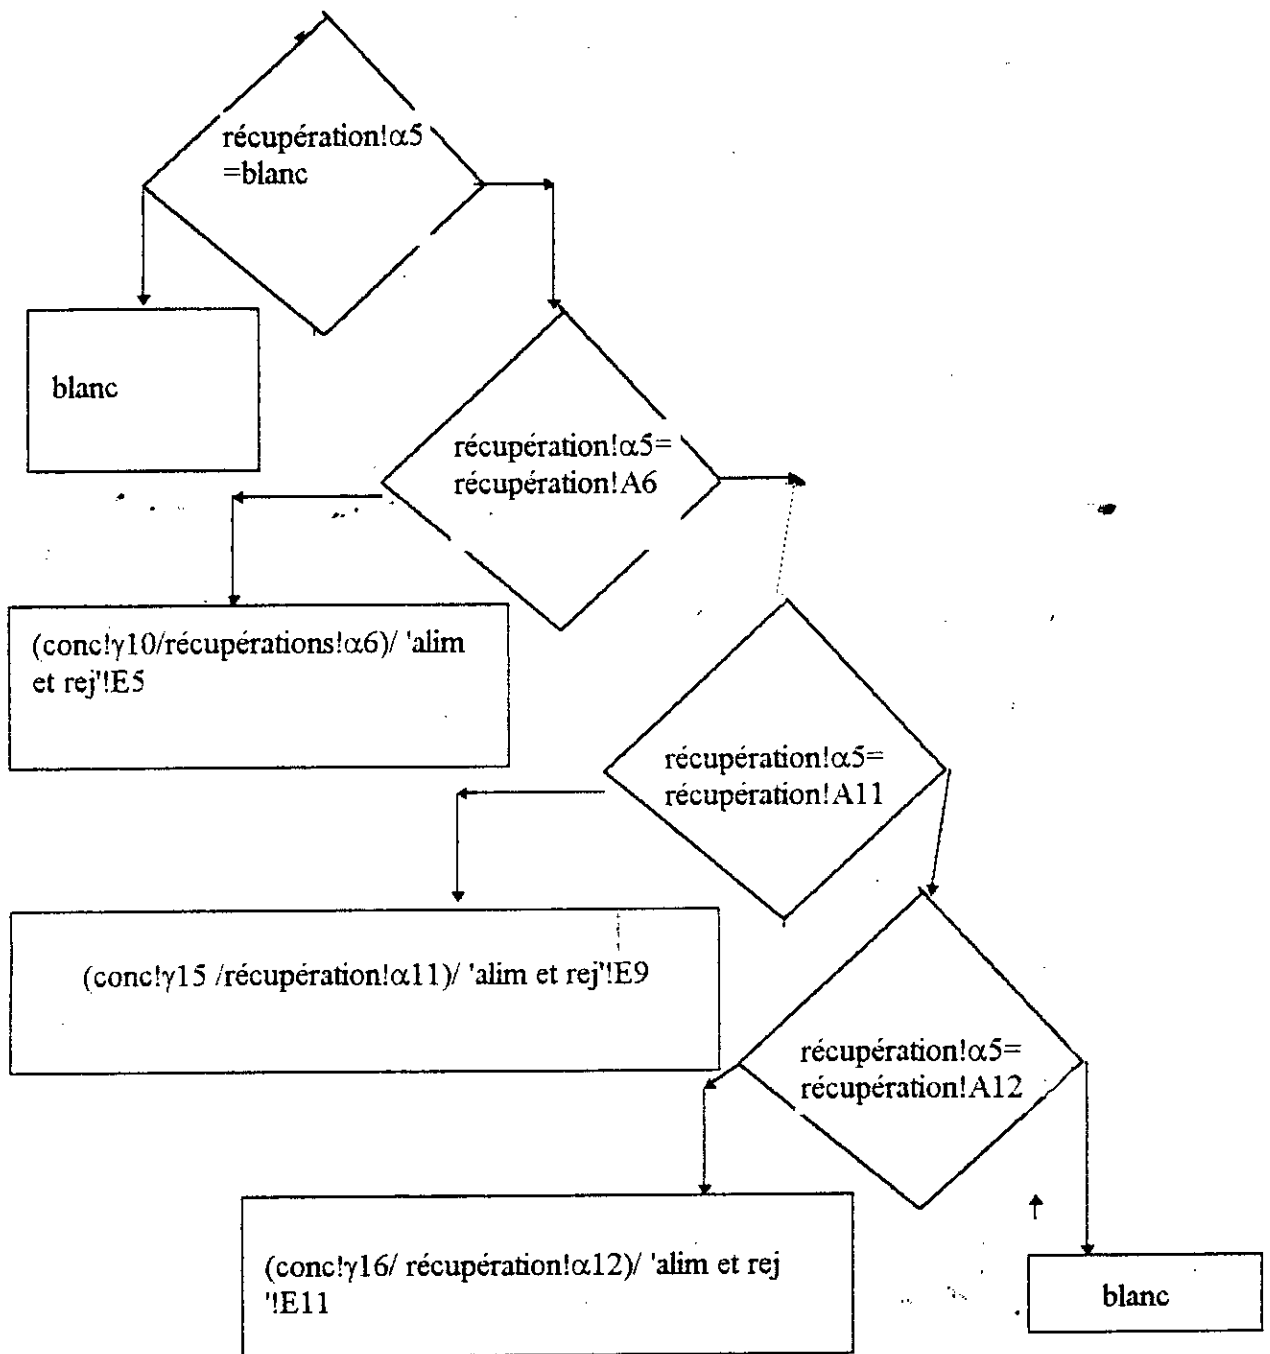 récupération!α5
=blanc
blanc
récupération!α5=
récupération!A6
(conc!γ10/récupérations!α6)/ 'alim
et rej'!E5
récupération!α5=
récupération!A11
(conc!γ15 /récupération!α11)/ 'alim et rej'!E9
récupération!α5=
récupération!A12
(conc!γ16/ récupération!α12)/ 'alim et rej
'!E11
blanc